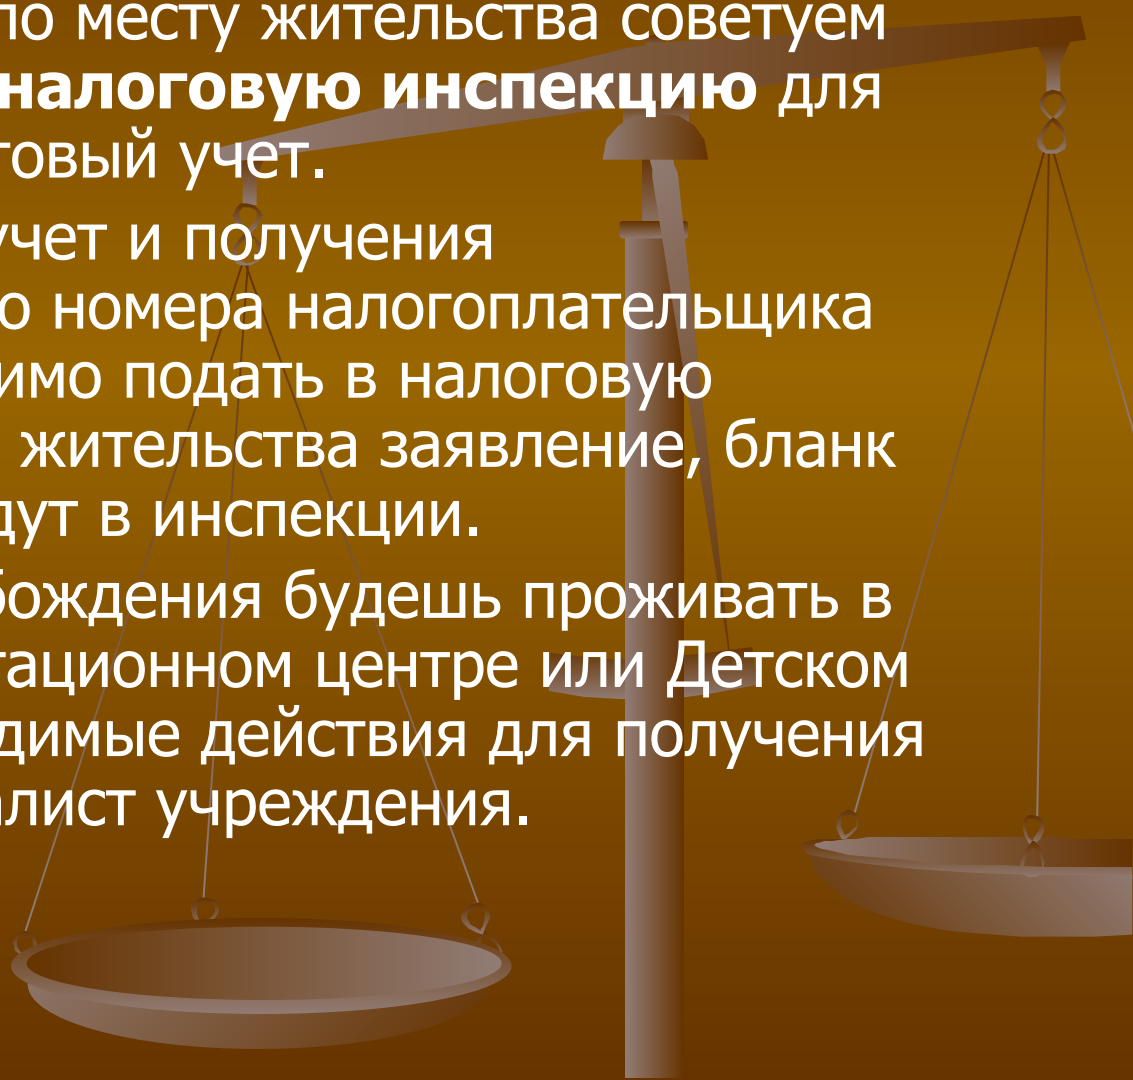 по месту жительства советуем
налоговую инспекцию для
говый учет.
учет и получения
о номера налогоплательщика
имо подать в налоговую
жительства заявление, бланк
дут в инспекции.
бождения будешь проживать в
тационном центре или Детском
димые действия для получения
алист учреждения.